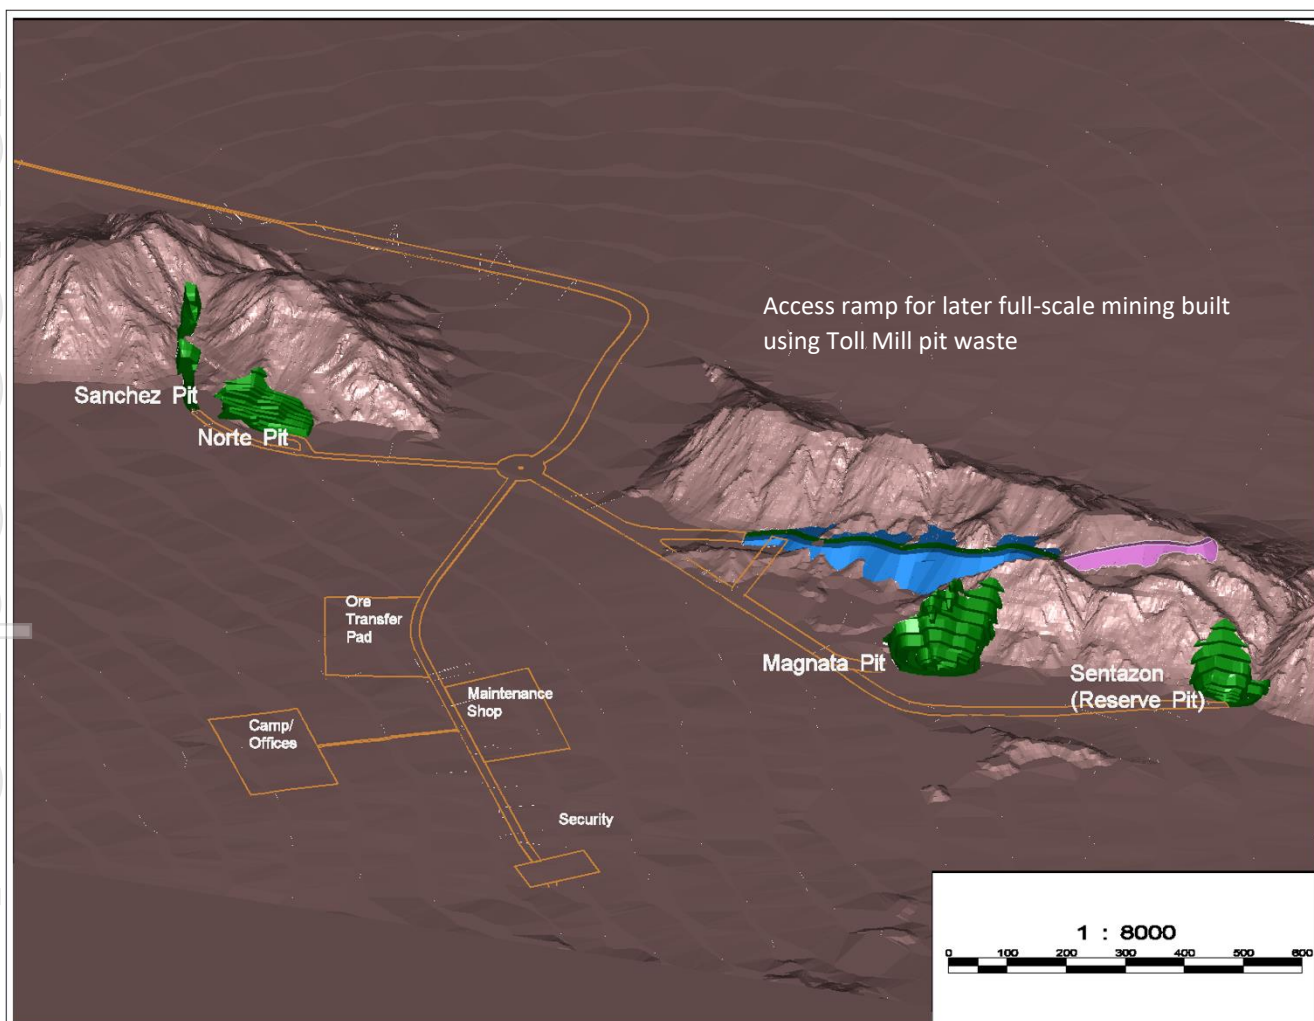 Access ramp for later full-scale mining built
using Toll Mill pit waste
Sanchez Pit
Norte Pit
Ore
Transfer
Pad
Magnata Pit
Sentazon
(Reserve Pit)
Maintenance
Shop
Camp/
Offices
Security
1 : 8000
0 100 200 300 400 500 600